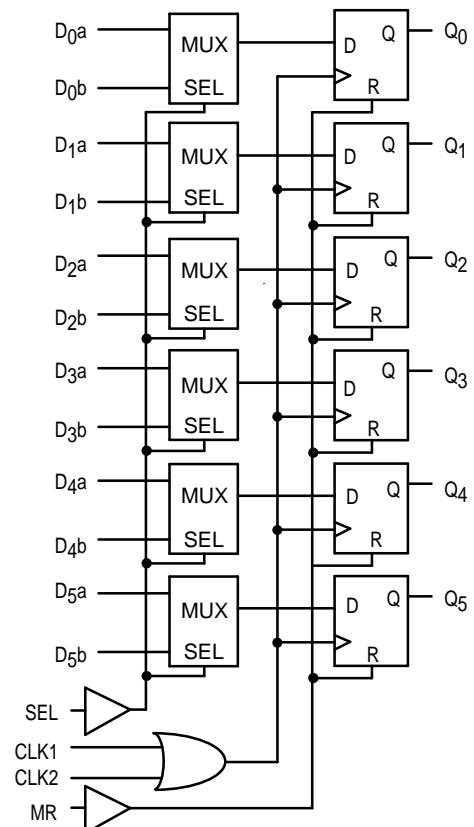 D0a MUX D Q Q0
D0b SEL R
D1a MUX D Q Q1
D1b SEL R
D2a MUX D Q Q2
D2b SEL R
D3a MUX D Q Q3
D3b SEL R
D4a MUX D Q Q4
D4b SEL R
D5a MUX D Q Q5
D5b SEL R
SEL
CLK1
CLK2
MR